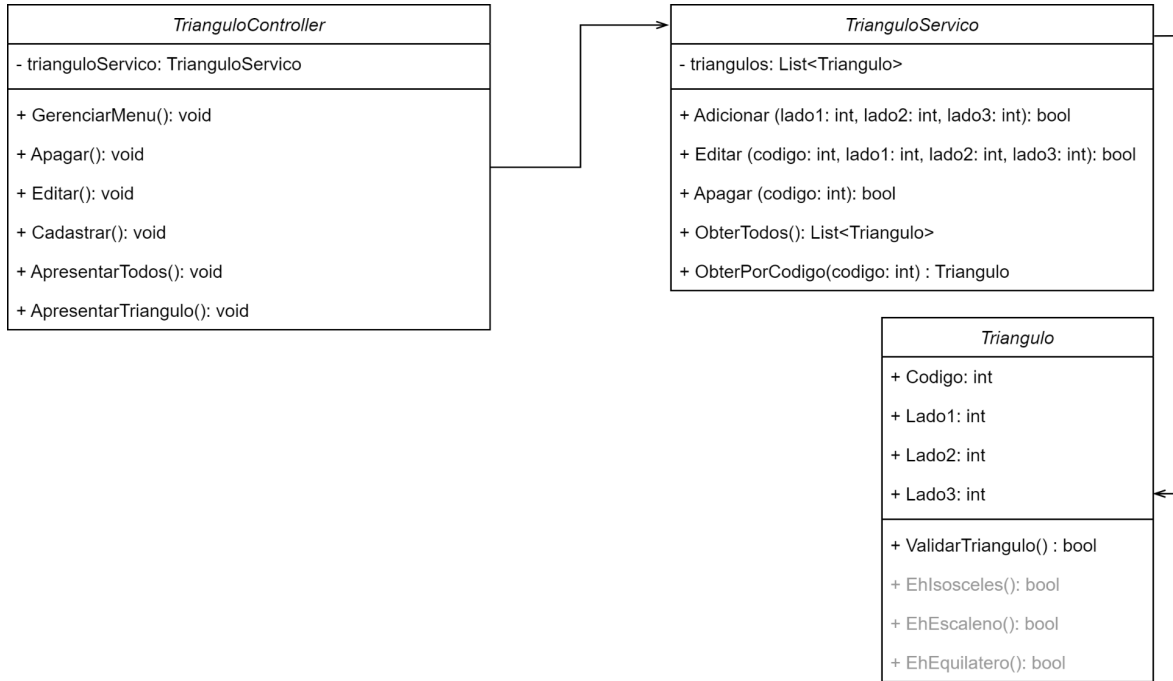 TrianguloController
- trianguloServico: TrianguloServico
+ GerenciarMenu(): void
+ Apagar(): void
+ Editar(): void
+ Cadastrar(): void
+ ApresentarTodos(): void
+ ApresentarTriangulo(): void
TrianguloServico
- triangulos: List<Triangulo>
+ Adicionar (lado1: int, lado2: int, lado3: int): bool
+ Editar (codigo: int, lado1: int, lado2: int, lado3: int): bool
+ Apagar (codigo: int): bool
+ ObterTodos(): List<Triangulo>
+ ObterPorCodigo(codigo: int) : Triangulo
Triangulo
+ Codigo: int
+ Lado1: int
+ Lado2: int
+ Lado3: int
+ ValidarTriangulo() : bool
+ EhIsosceles(): bool
+ EhEscaleno(): bool
+ EhEquilatero(): bool